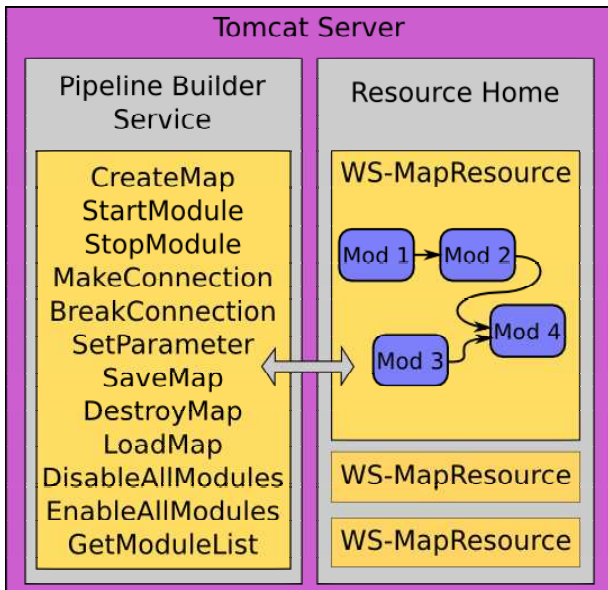 Tomcat Server
Pipeline Builder
Service
CreateMap
StartModule
StopModule
MakeConnection
BreakConnection
SetParameter
SaveMap
DestroyMap
LoadMap
DisableAllModules
EnableAllModules
GetModuleList
Resource Home
WS-MapResource
Mod 1
Mod 2
Mod 4
Mod 3
WS-MapResource
WS-MapResource